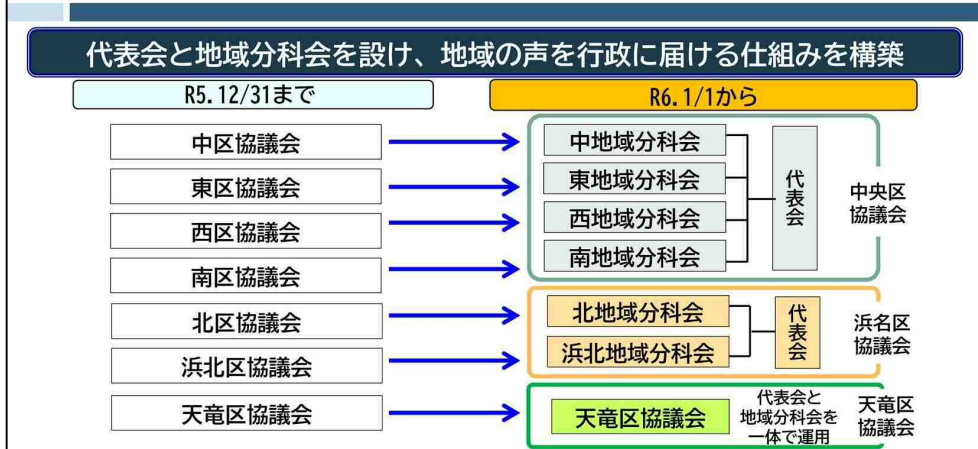 代表会と地域分科会を設け、地域の声を行政に届ける仕組みを構築
R5.12/31まで
R6.1/1から
中区協議会
東区協議会
西区協議会
南区協議会
北区協議会
浜北区協議会
天竜区協議会
中地域分科会
東地域分科会
西地域分科会
南地域分科会
代表会
中央区
協議会
北地域分科会
浜北地域分科会
代表会
浜名区
協議会
天竜区協議会
代表会と
地域分科会を
一体で運用
天竜区
協議会